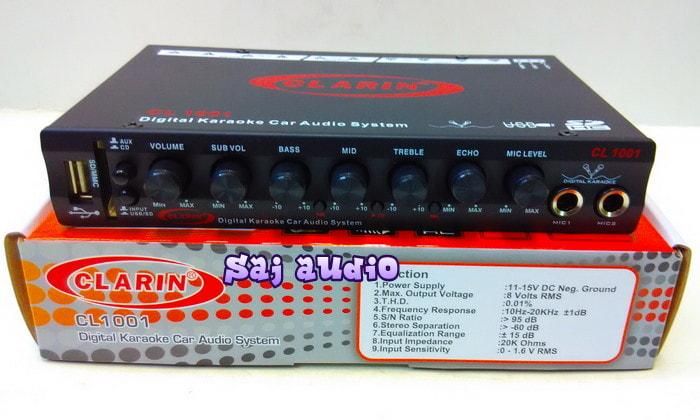 CLARIN
CL 1001
Digital Karaoke Car Audio System
USB
CL 1001
AUX
CD
VOLUME
SUB VOL
BASS
MID
TREBLE
ECHO
MIC LEVEL
SD/MMC
INPUT
USB/SD
MIN MAX
MIN MAX
-10 +10
-10 +10
-10 +10
MIN MAX
MIN MAX
DIGITAL KARAOKE
MIC1
MIC2
CLARIN
Digital Karaoke Car Audio System
Saj audio
CLARIN®
CL1001
Digital Karaoke Car Audio System
1.Power Supply :11-15V DC Neg. Ground
2.Max. Output Voltage :8 Volts RMS
3.T.H.D. :0.01%
4.Frequency Response :10Hz-20KHz ±1dB
5.S/N Ratio :> 95 dB
6.Stereo Separation :> -60 dB
7.Equalization Range :± 15 dB
8.Input Impedance :20K Ohms
9.Input Sensitivity :0 - 1.6 V RMS